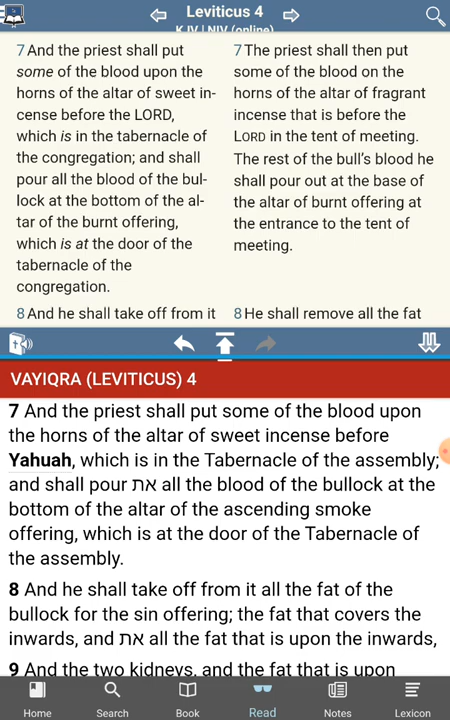 Leviticus 4
KJV | NIV (online)
7 And the priest shall put
some of the blood upon the
horns of the altar of sweet in-
cense before the LORD,
which is in the tabernacle of
the congregation; and shall
pour all the blood of the bul-
lock at the bottom of the al-
tar of the burnt offering,
which is at the door of the
tabernacle of the
congregation.
8 And he shall take off from it
7 The priest shall then put
some of the blood on the
horns of the altar of fragrant
incense that is before the
LORD in the tent of meeting.
The rest of the bull’s blood he
shall pour out at the base of
the altar of burnt offering at
the entrance to the tent of
meeting.
8 He shall remove all the fat
VAYIQRA (LEVITICUS) 4
7 And the priest shall put some of the blood upon
the horns of the altar of sweet incense before
Yahuah, which is in the Tabernacle of the assembly;
and shall pour את all the blood of the bullock at the
bottom of the altar of the ascending smoke
offering, which is at the door of the Tabernacle of
the assembly.
8 And he shall take off from it all the fat of the
bullock for the sin offering; the fat that covers the
inwards, and את all the fat that is upon the inwards,
9 And the two kidneys, and the fat that is upon
Home
Search
Book
Read
Notes
Lexicon